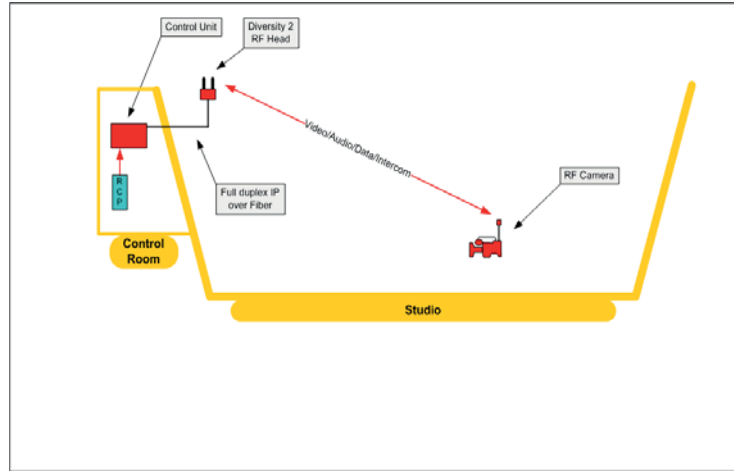 Control Unit
Diversity 2
RF Head
Video/Audio/Data/Intercom
RF Camera
R
C
P
Full duplex IP
over Fiber
Control
Room
Studio